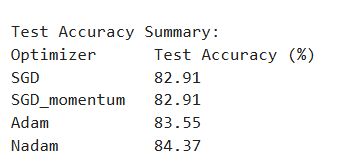 Test Accuracy Summary:
Optimizer Test Accuracy (%)
SGD 82.91
SGD_momentum 82.91
Adam 83.55
Nadam 84.37